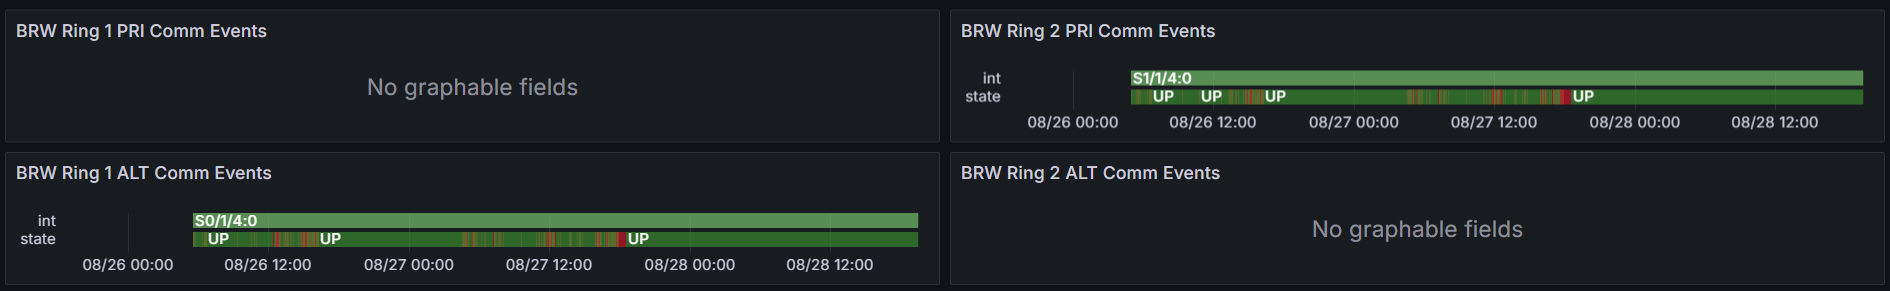 BRW Ring 1 PRI Comm Events
No graphable fields
BRW Ring 2 PRI Comm Events
int S1/1/4:0
state UP UP UP UP
08/26 00:00 08/26 12:00 08/27 00:00 08/27 12:00 08/28 00:00 08/28 12:00
BRW Ring 1 ALT Comm Events
int S0/1/4:0
state UP UP UP
08/26 00:00 08/26 12:00 08/27 00:00 08/27 12:00 08/28 00:00 08/28 12:00
BRW Ring 2 ALT Comm Events
No graphable fields